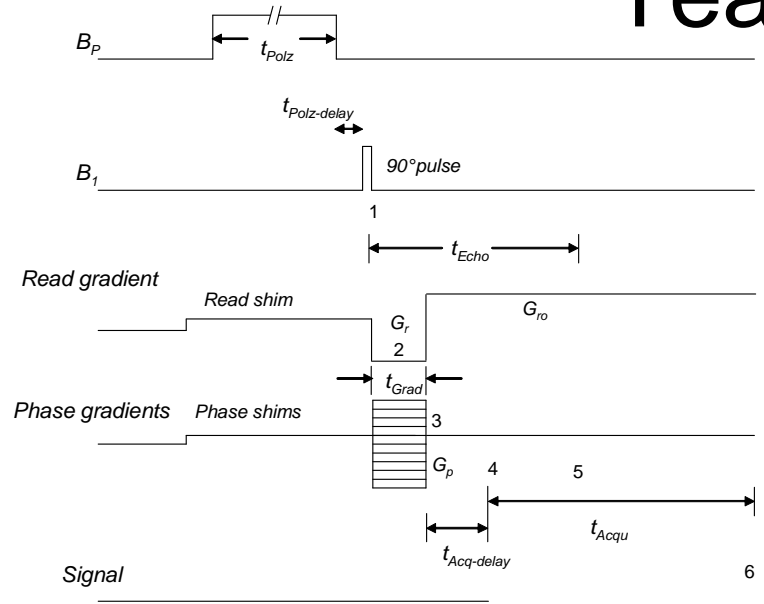 B_P
t_Polz
t_Polz-delay
B_1
90°pulse
1
t_Echo
Read gradient
Read shim
G_r
G_ro
2
t_Grad
Phase gradients
Phase shims
3
G_p
4
5
t_Acq-delay
t_Acqu
Signal
6